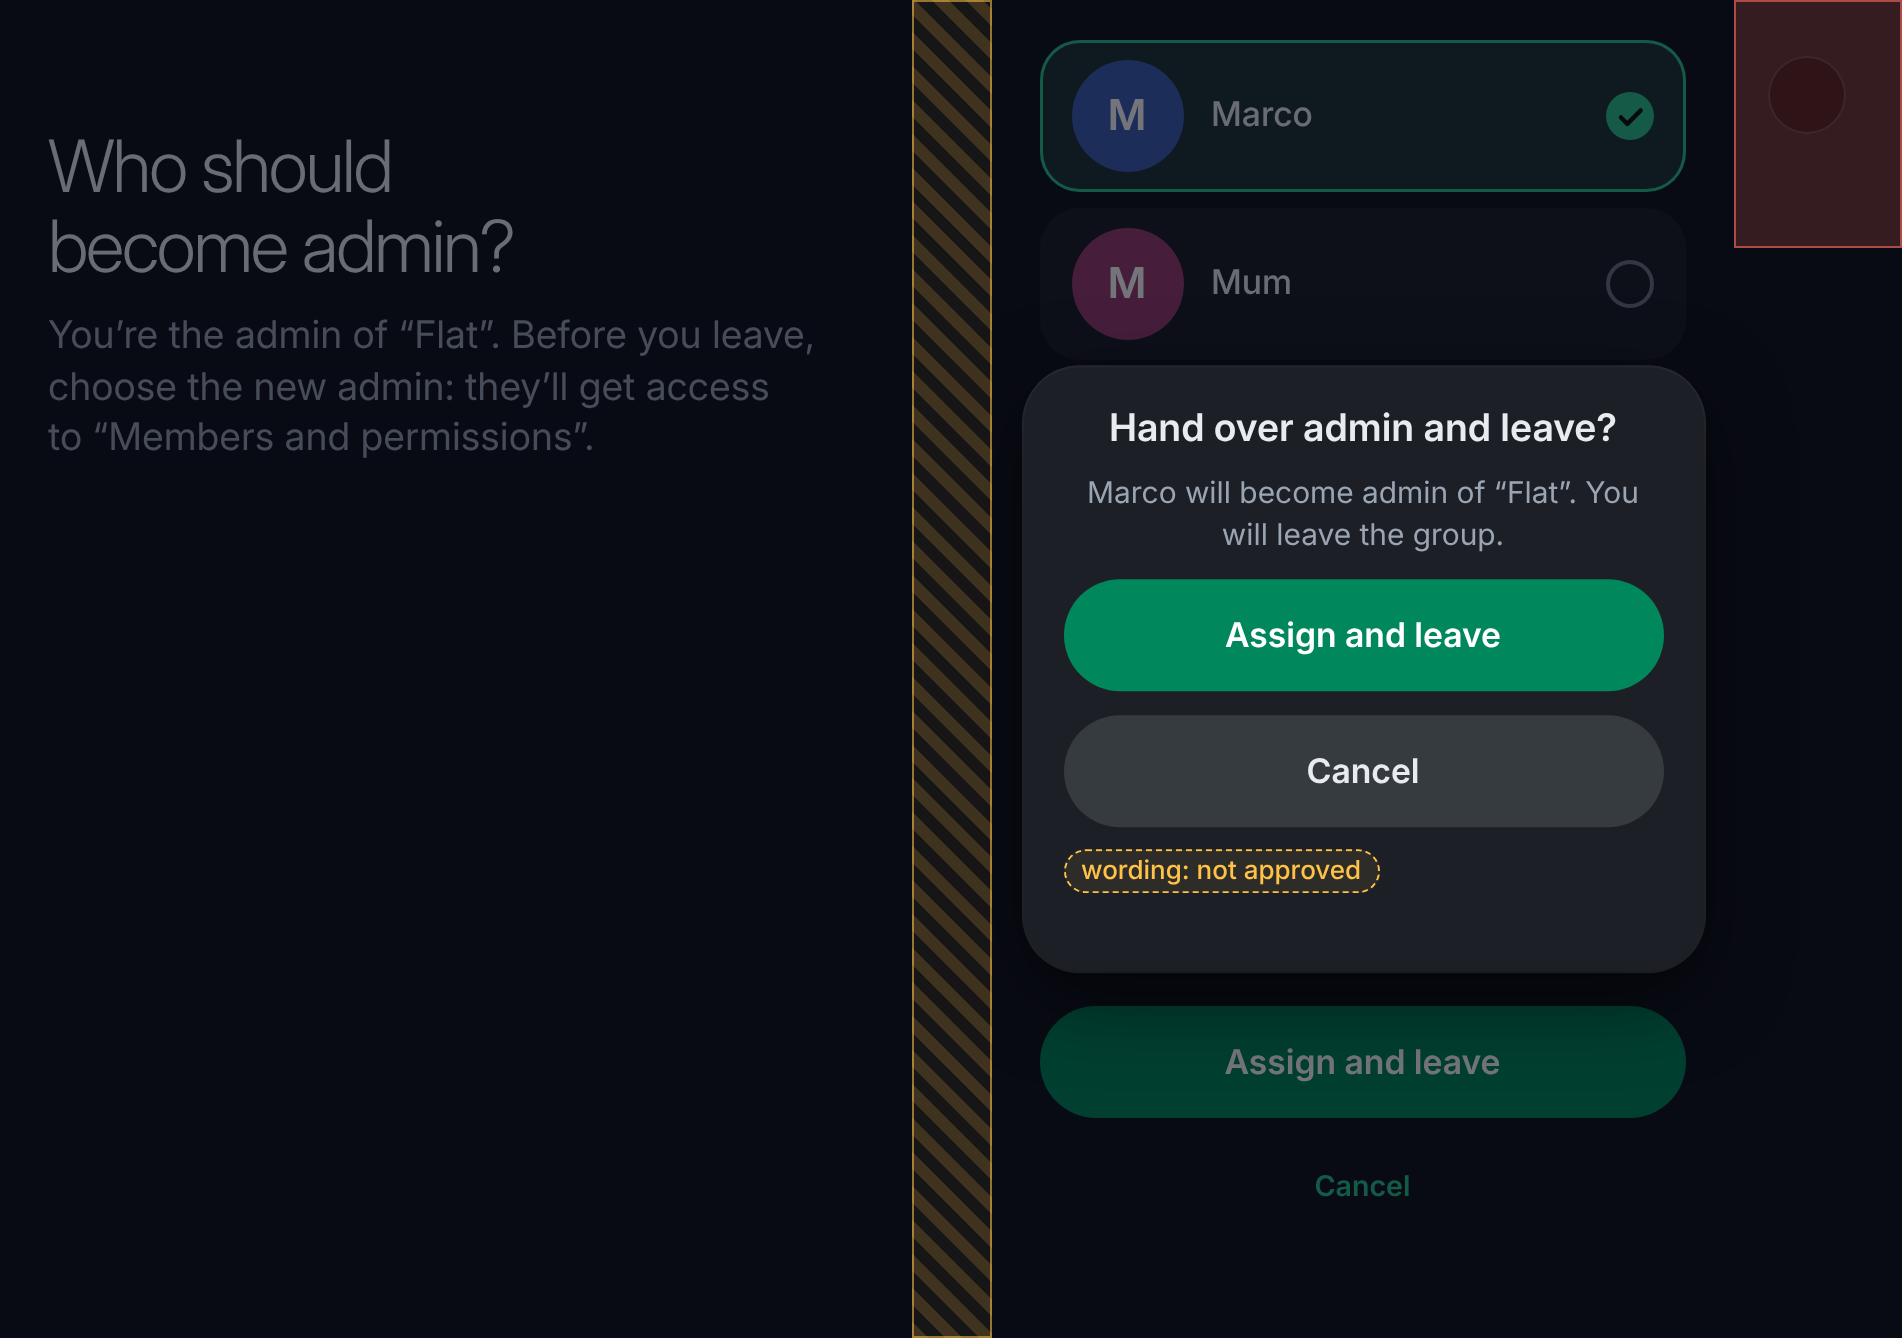 Who should
become admin?
You’re the admin of “Flat”. Before you leave,
choose the new admin: they’ll get access
to “Members and permissions”.
M
Marco
M
Mum
Hand over admin and leave?
Marco will become admin of “Flat”. You
will leave the group.
Assign and leave
Cancel
wording: not approved
Assign and leave
Cancel